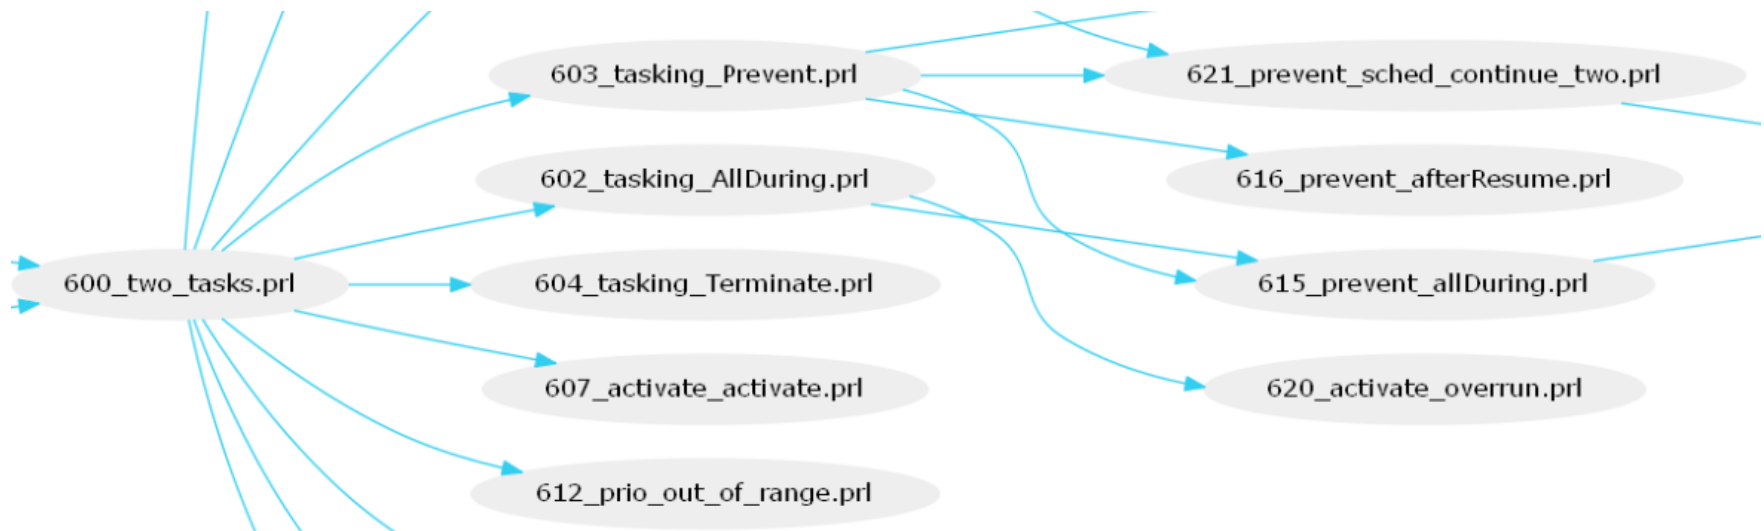 603_tasking_Prevent.prl
621_prevent_sched_continue_two.prl
602_tasking_AllDuring.prl
616_prevent_afterResume.prl
600_two_tasks.prl
604_tasking_Terminate.prl
615_prevent_allDuring.prl
607_activate_activate.prl
620_activate_overrun.prl
612_prio_out_of_range.prl